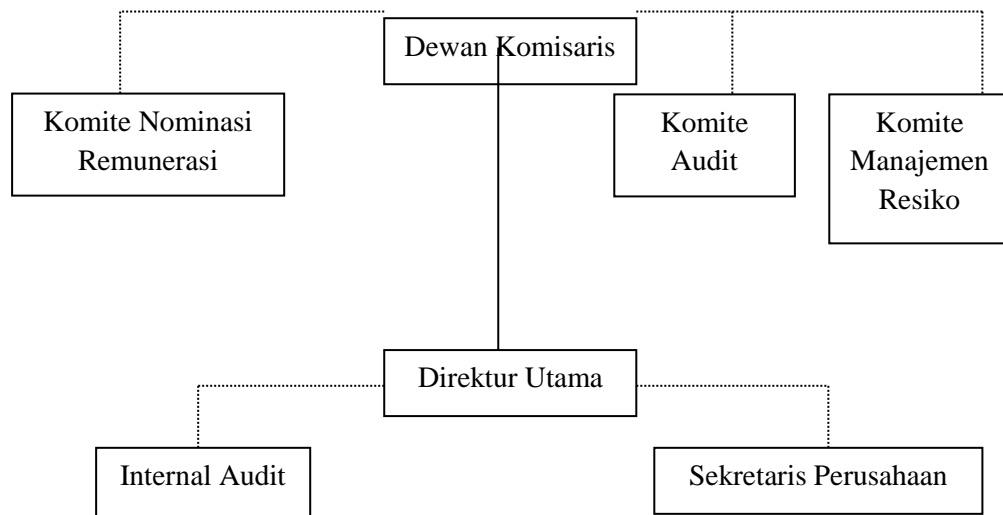 Dewan Komisaris
Komite Nominasi
Remunerasi
Komite
Audit
Komite
Manajemen
Resiko
Direktur Utama
Internal Audit
Sekretaris Perusahaan